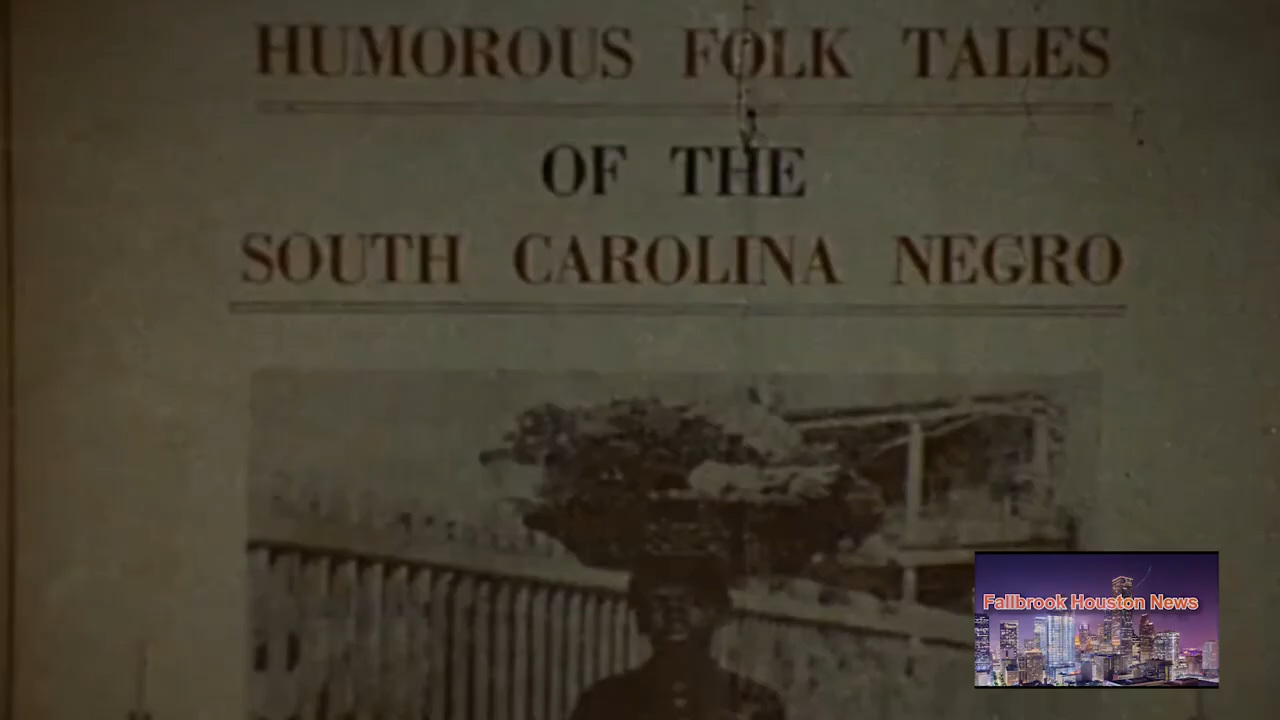 HUMOROUS FOLK TALES
OF THE
SOUTH CAROLINA NEGRO
Fallbrook Houston News